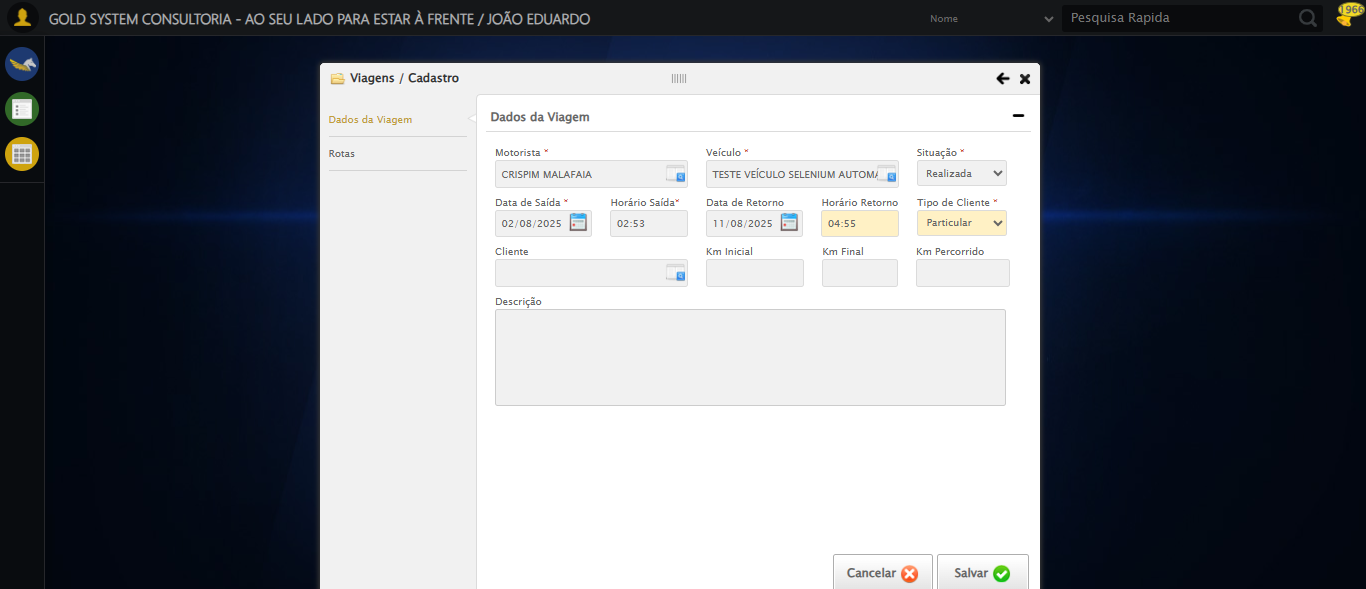 GOLD SYSTEM CONSULTORIA - AO SEU LADO PARA ESTAR À FRENTE / JOÃO EDUARDO
Nome
Pesquisa Rapida
1966
Viagens / Cadastro
Dados da Viagem
Rotas
Dados da Viagem
Motorista *
Veículo *
Situação *
CRISPIM MALAFAIA
TESTE VEÍCULO SELENIUM AUTOMA
Realizada
Data de Saída *
Horário Saída*
Data de Retorno
Horário Retorno
Tipo de Cliente *
02/08/2025
02:53
11/08/2025
04:55
Particular
Cliente
Km Inicial
Km Final
Km Percorrido
Descrição
Cancelar
Salvar